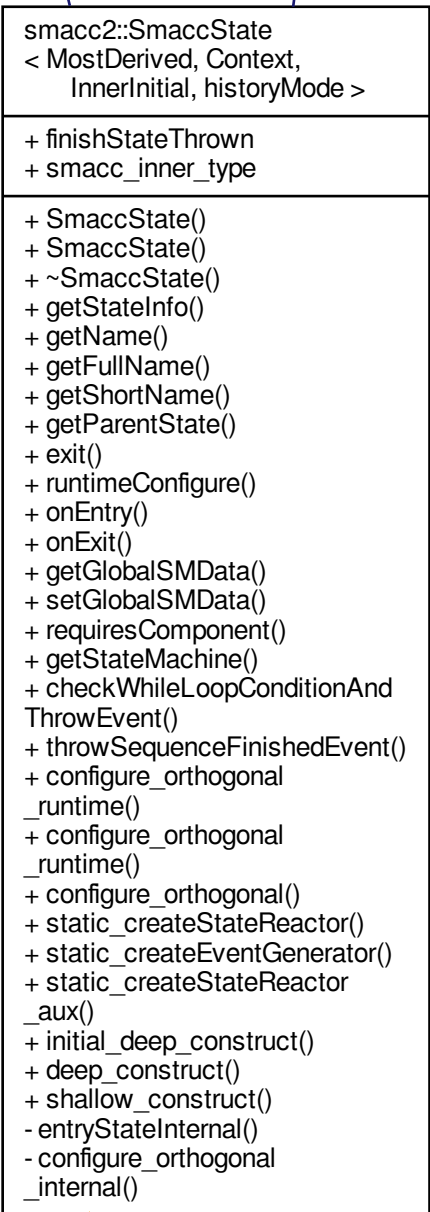 smacc2::SmaccState
< MostDerived, Context,
InnerInitial, historyMode >
+ finishStateThrown
+ smacc_inner_type
+ SmaccState()
+ SmaccState()
+ ~SmaccState()
+ getStateInfo()
+ getName()
+ getFullName()
+ getShortName()
+ getParentState()
+ exit()
+ runtimeConfigure()
+ onEntry()
+ onExit()
+ getGlobalSMData()
+ setGlobalSMData()
+ requiresComponent()
+ getStateMachine()
+ checkWhileLoopConditionAnd
ThrowEvent()
+ throwSequenceFinishedEvent()
+ configure_orthogonal
_runtime()
+ configure_orthogonal
_runtime()
+ configure_orthogonal()
+ static_createStateReactor()
+ static_createEventGenerator()
+ static_createStateReactor
_aux()
+ initial_deep_construct()
+ deep_construct()
+ shallow_construct()
- entryStateInternal()
- configure_orthogonal
_internal()